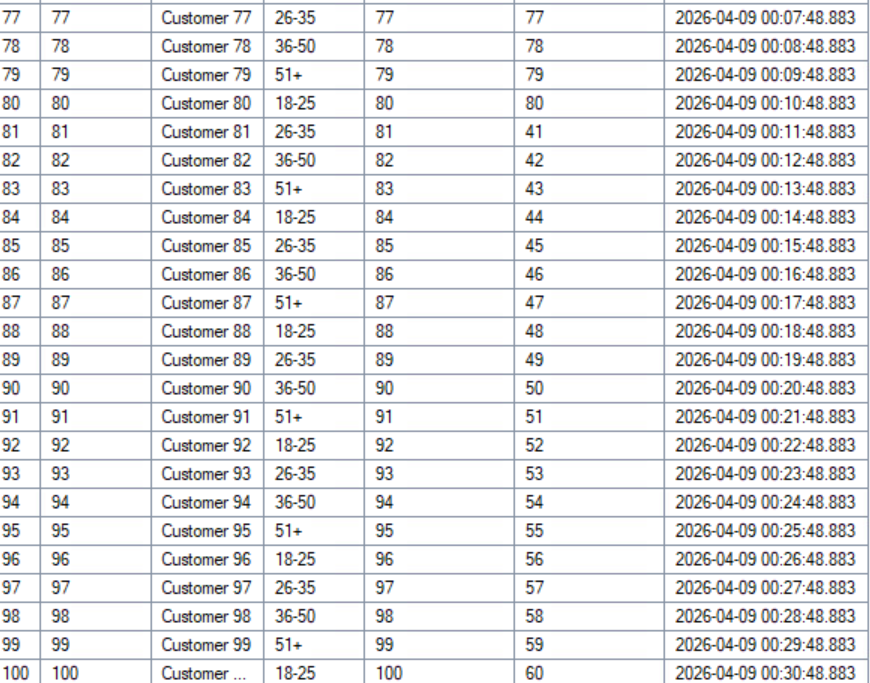 77 77 Customer 77 26-35 77 77 2026-04-09 00:07:48.883
78 78 Customer 78 36-50 78 78 2026-04-09 00:08:48.883
79 79 Customer 79 51+ 79 79 2026-04-09 00:09:48.883
80 80 Customer 80 18-25 80 80 2026-04-09 00:10:48.883
81 81 Customer 81 26-35 81 41 2026-04-09 00:11:48.883
82 82 Customer 82 36-50 82 42 2026-04-09 00:12:48.883
83 83 Customer 83 51+ 83 43 2026-04-09 00:13:48.883
84 84 Customer 84 18-25 84 44 2026-04-09 00:14:48.883
85 85 Customer 85 26-35 85 45 2026-04-09 00:15:48.883
86 86 Customer 86 36-50 86 46 2026-04-09 00:16:48.883
87 87 Customer 87 51+ 87 47 2026-04-09 00:17:48.883
88 88 Customer 88 18-25 88 48 2026-04-09 00:18:48.883
89 89 Customer 89 26-35 89 49 2026-04-09 00:19:48.883
90 90 Customer 90 36-50 90 50 2026-04-09 00:20:48.883
91 91 Customer 91 51+ 91 51 2026-04-09 00:21:48.883
92 92 Customer 92 18-25 92 52 2026-04-09 00:22:48.883
93 93 Customer 93 26-35 93 53 2026-04-09 00:23:48.883
94 94 Customer 94 36-50 94 54 2026-04-09 00:24:48.883
95 95 Customer 95 51+ 95 55 2026-04-09 00:25:48.883
96 96 Customer 96 18-25 96 56 2026-04-09 00:26:48.883
97 97 Customer 97 26-35 97 57 2026-04-09 00:27:48.883
98 98 Customer 98 36-50 98 58 2026-04-09 00:28:48.883
99 99 Customer 99 51+ 99 59 2026-04-09 00:29:48.883
100 100 Customer ... 18-25 100 60 2026-04-09 00:30:48.883